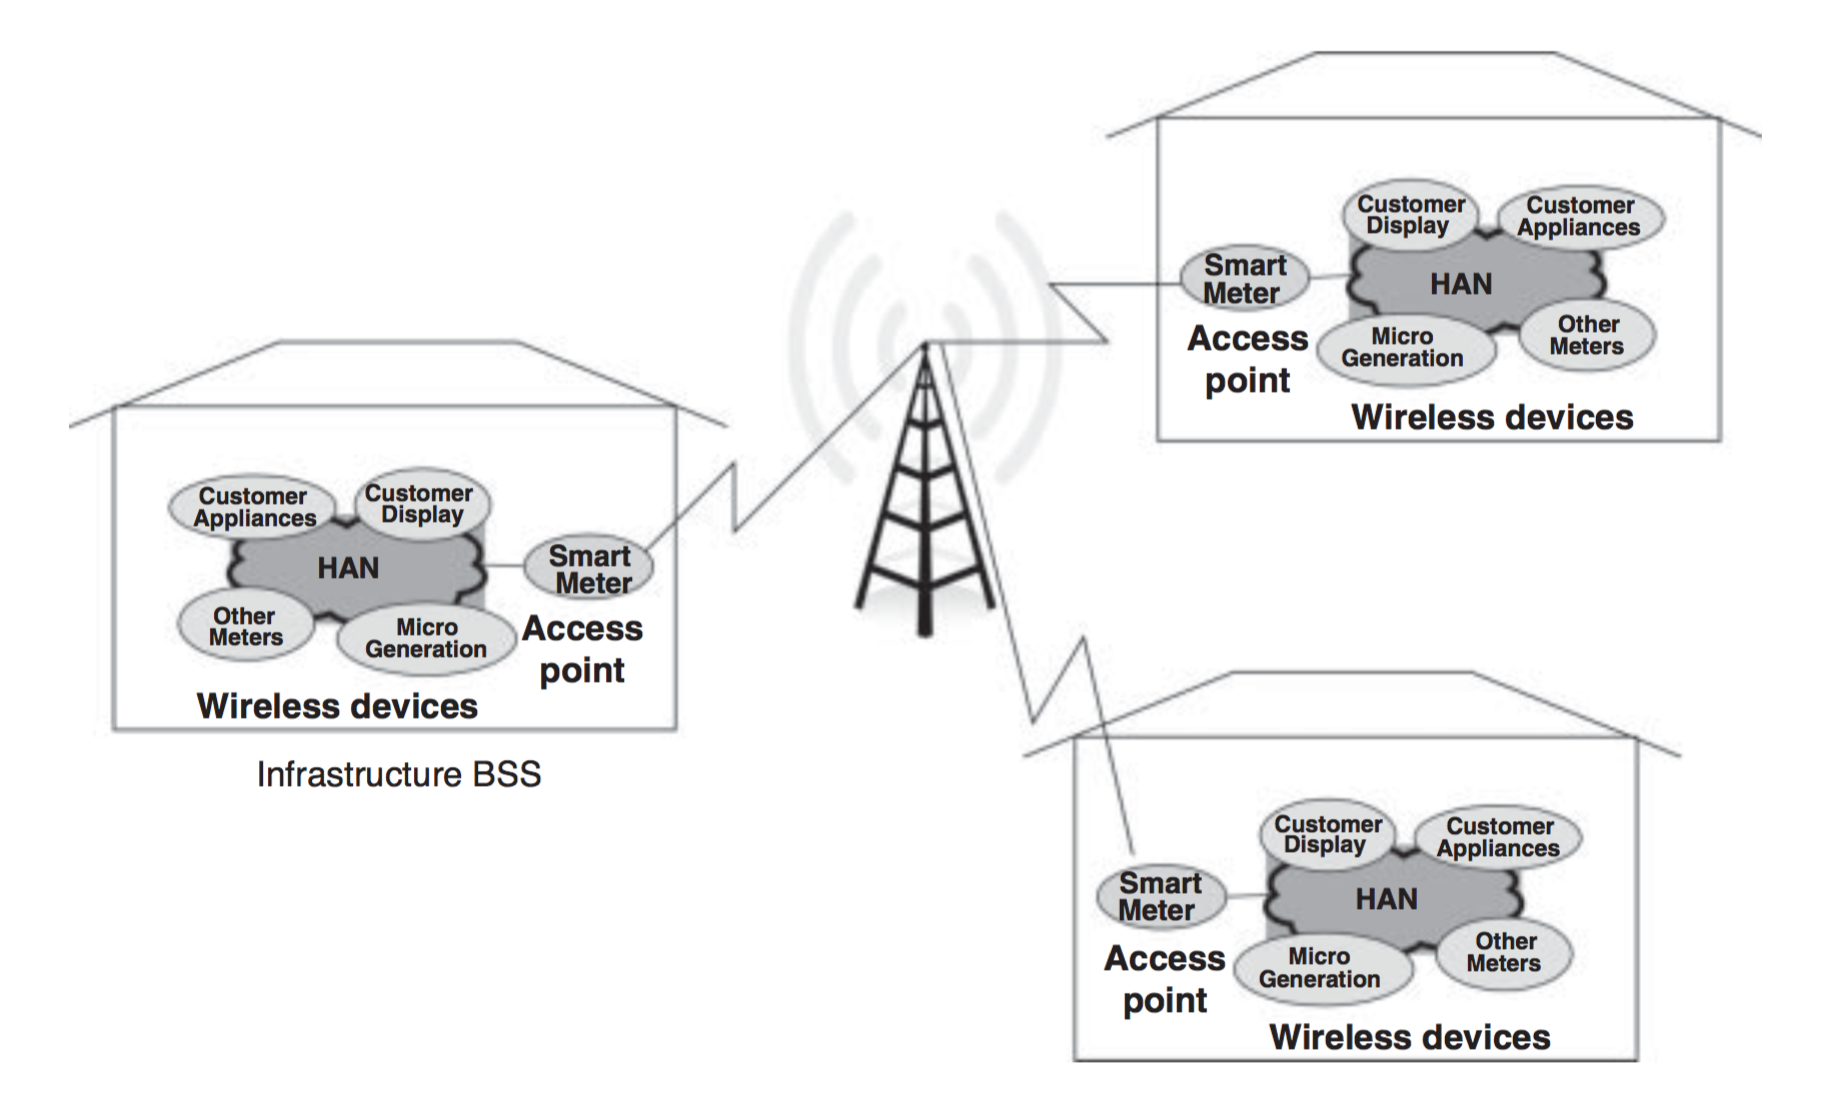 Customer
Appliances
Customer
Display
HAN
Smart
Meter
Other
Meters
Micro
Generation
Access
point
Wireless devices
Infrastructure BSS
Customer
Display
Customer
Appliances
Smart
Meter
HAN
Access
point
Micro
Generation
Other
Meters
Wireless devices
Customer
Display
Customer
Appliances
Smart
Meter
HAN
Access
point
Micro
Generation
Other
Meters
Wireless devices